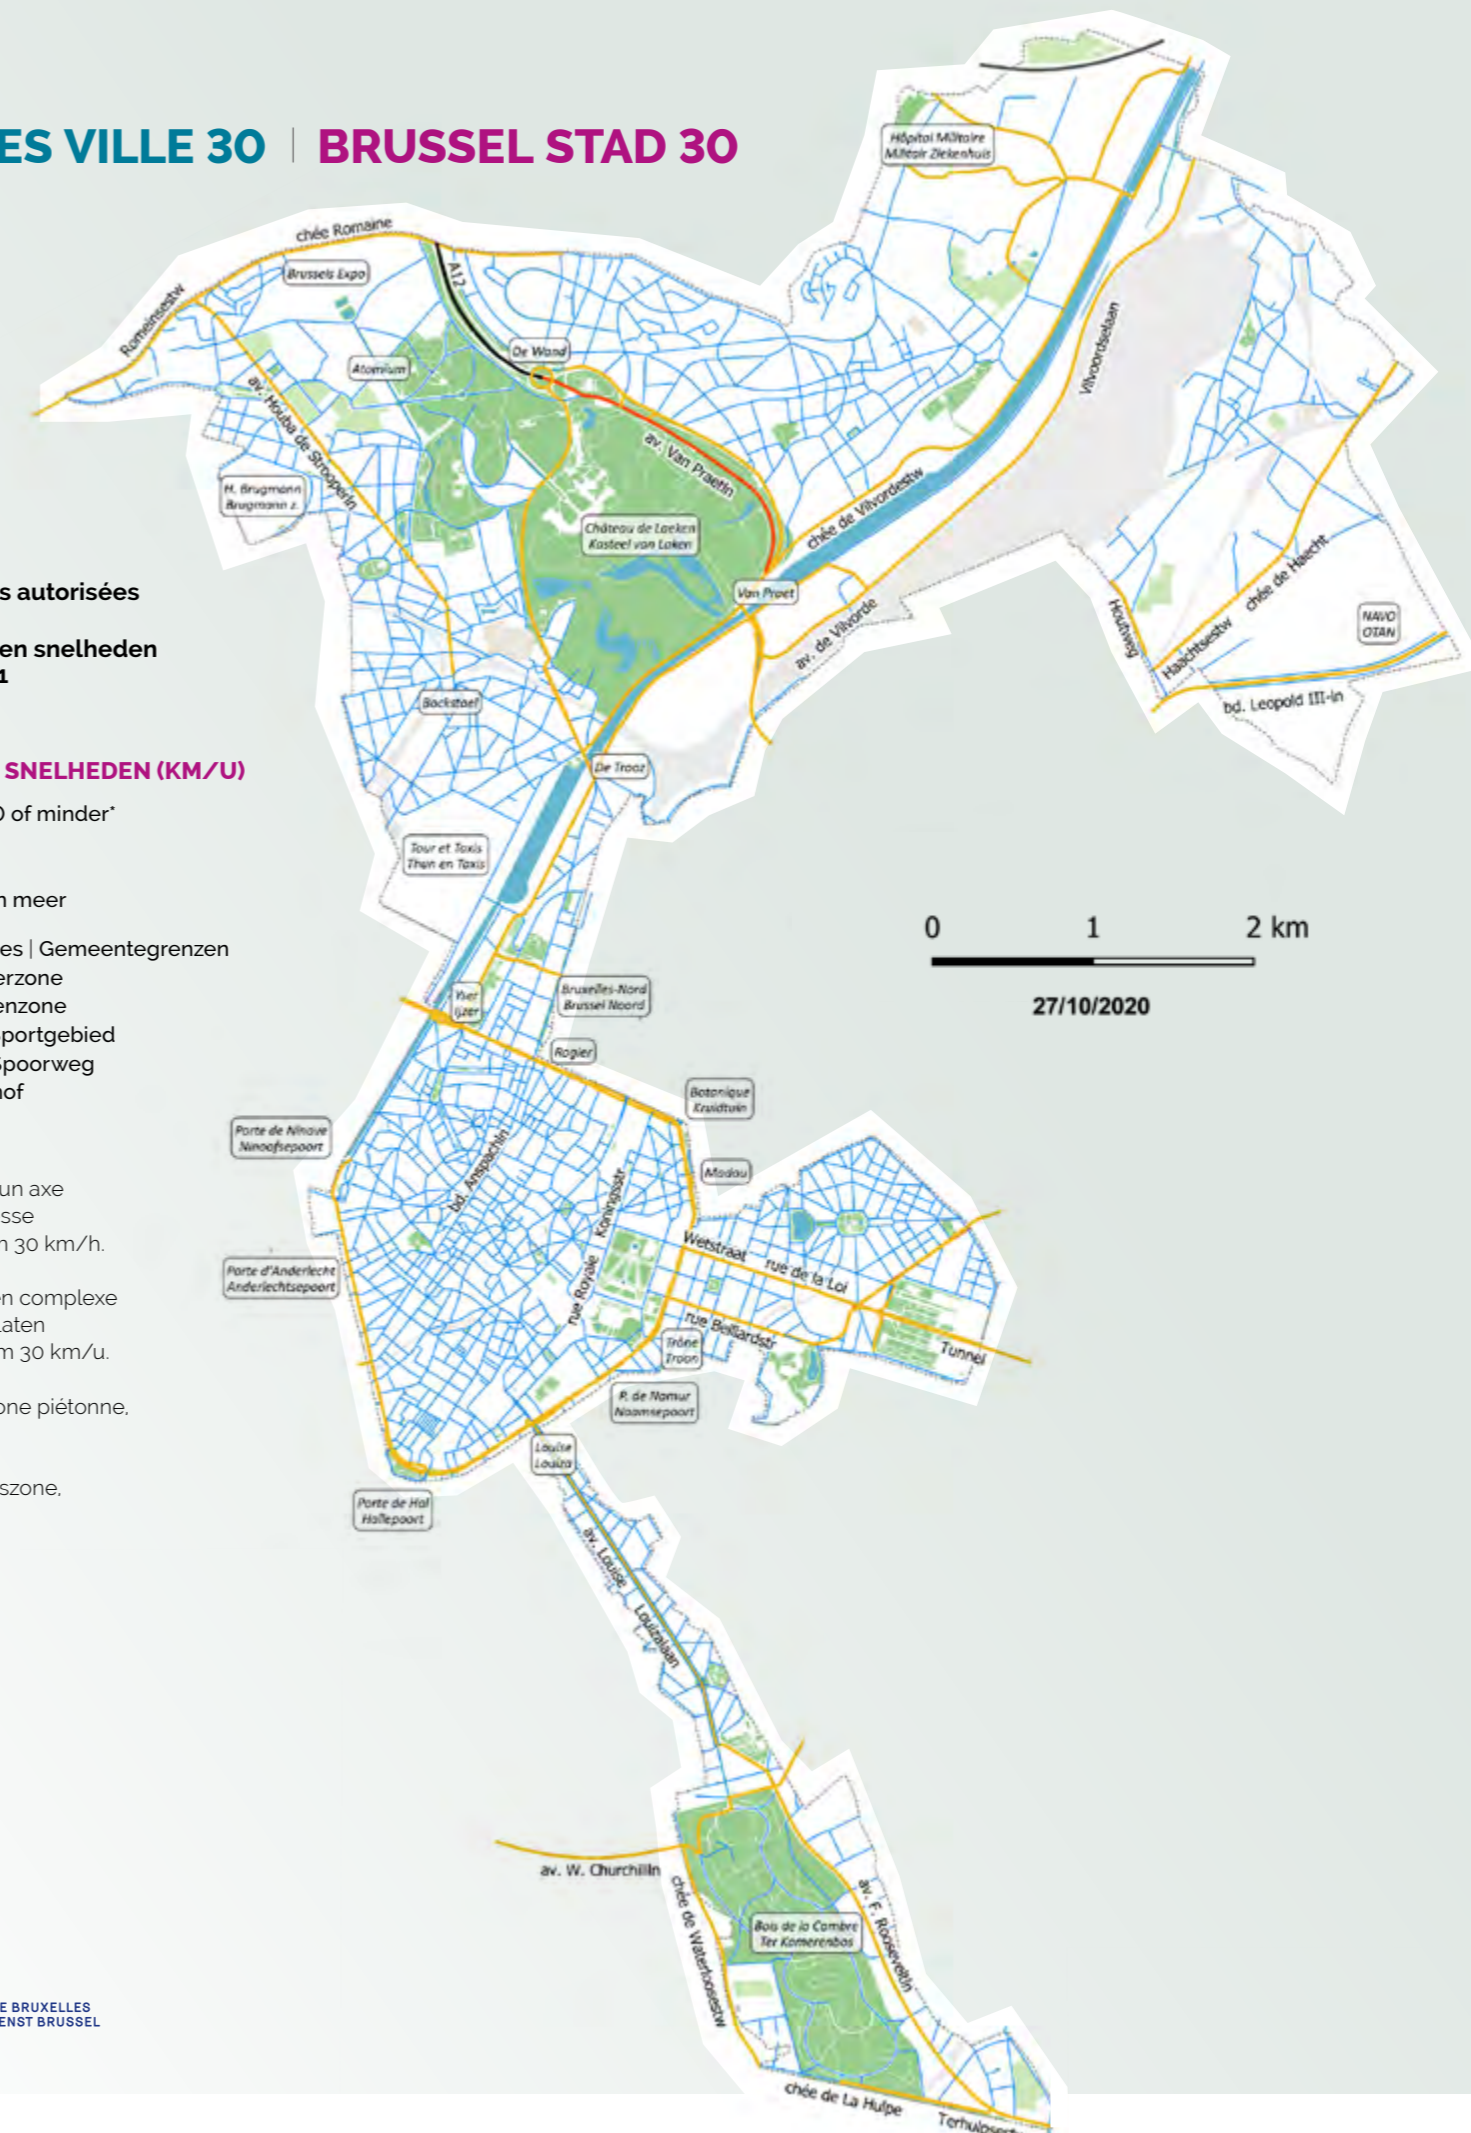 ES VILLE 30 | BRUSSEL STAD 30
s autorisées
en snelheden
1
SNELHEDEN (KM/U)
0 of minder*
n meer
es | Gemeentegrenzen
erzone
enzone
Sportgebied
Spoorweg
hof
un axe
sse
n 30 km/h.
en complexe
laten
m 30 km/u.
one piétonne,
szone,
E BRUXELLES
ENST BRUSSEL
Hôpital Militaire
Militair Ziekenhuis
chée Romaine
Romeinsestw
Brussels Expo
A12
De Wand
Atomium
av. Houba de Strooperln
av. Van Praetln
H. Brugmann
Brugmann z.
Château de Laeken
Kasteel van Laken
Vilvoordselaan
chée de Vilvordestw
Van Praet
av. de Vilvorde
Houtweg
Haachtsestw
chée de Haecht
NAVO
OTAN
bd. Leopold III-ln
Bockstael
De Trooz
Tour et Taxis
Thurn en Taxis
0 1 2 km
27/10/2020
Yser
Ijzer
Bruxelles-Nord
Brussel Noord
Rogier
Botanique
Kruidtuin
Porte de Ninove
Ninoofsepoort
bd. Anspachln
Madou
Koningsstr
rue Royale
Wetstraat
rue de la Loi
Porte d'Anderlecht
Anderlechtsepoort
rue Belliardstr
Tunnel
Trône
Troon
P. de Namur
Naamsepoort
Louise
Louiza
Porte de Hal
Hallepoort
av. Louise
Louizalaan
av. W. Churchillln
chée de Waterloosestw
Bois de la Cambre
Ter Kamerenbos
av. F. Rooseveltln
chée de La Hulpe